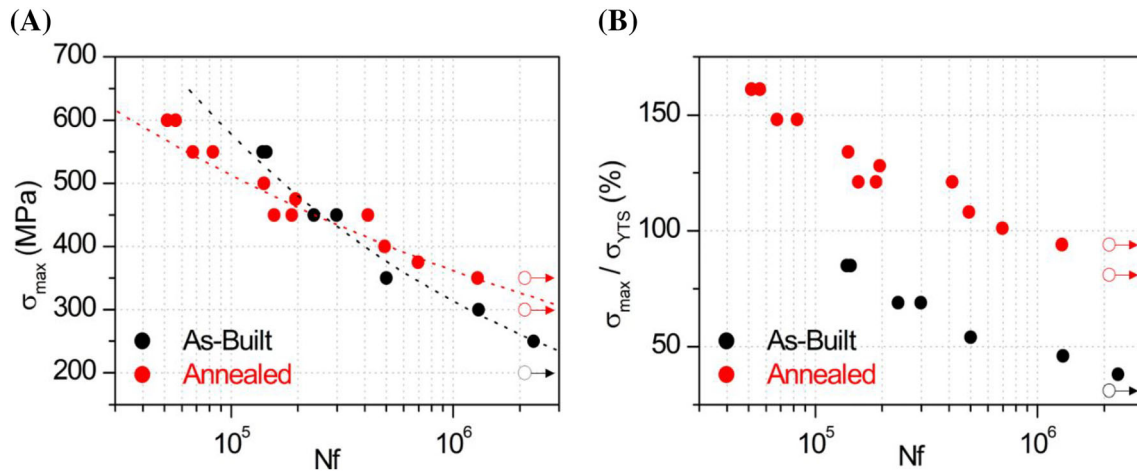 (A)
700
600
500
400
300
200
σmax (MPa)
As-Built
Annealed
10^5
10^6
Nf
(B)
150
100
50
σmax / σYTS (%)
As-Built
Annealed
10^5
10^6
Nf